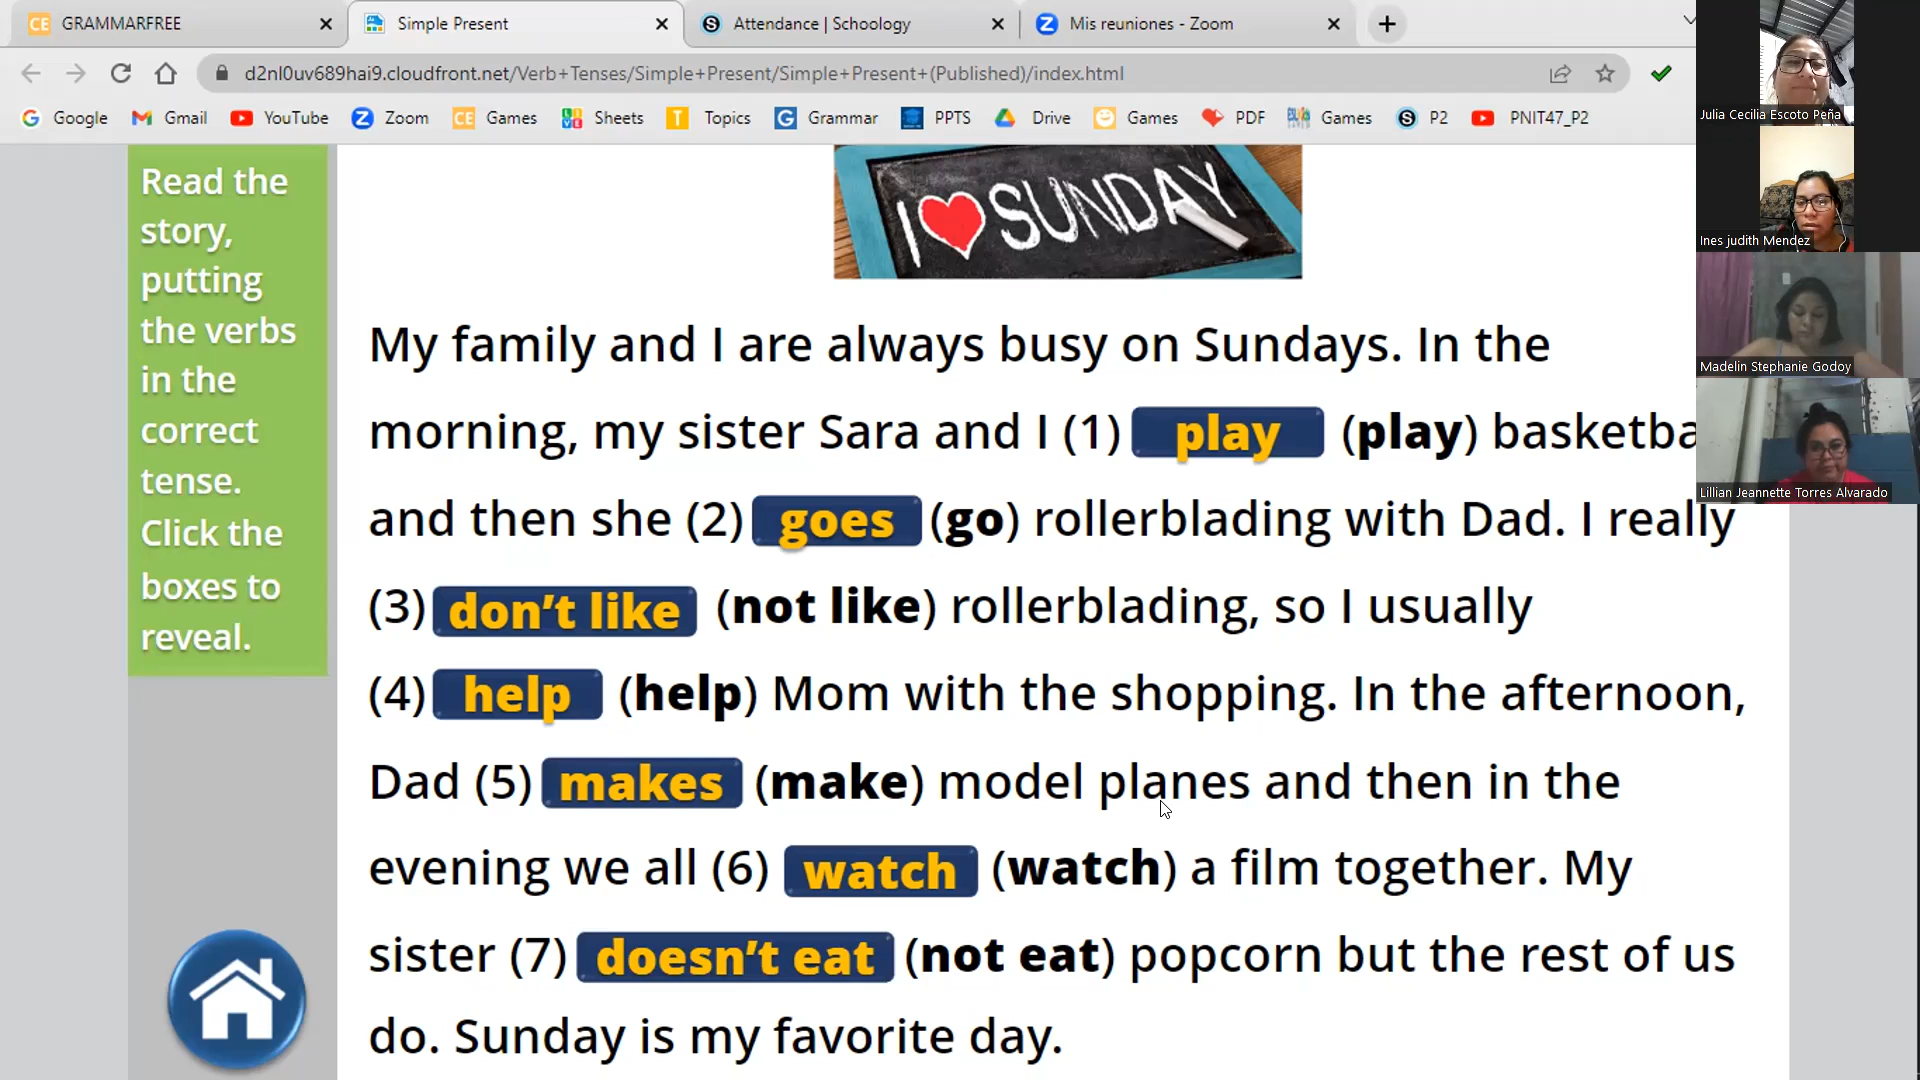 GRAMMARFREE
Simple Present
Attendance | Schoology
Mis reuniones - Zoom
d2nl0uv689hai9.cloudfront.net/Verb+Tenses/Simple+Present/Simple+Present+(Published)/index.html
Google Gmail YouTube Zoom CE Games Sheets T Topics G Grammar PPTS Drive Games PDF Games S P2 PNIT47_P2
Julia Cecilia Escoto Peña
Ines judith Mendez
Madelin Stephanie Godoy
Lillian Jeannette Torres Alvarado
Read the
story,
putting
the verbs
in the
correct
tense.
Click the
boxes to
reveal.
I ❤ SUNDAY
My family and I are always busy on Sundays. In the
morning, my sister Sara and I (1) play (play) basketba
and then she (2) goes (go) rollerblading with Dad. I really
(3) don’t like (not like) rollerblading, so I usually
(4) help (help) Mom with the shopping. In the afternoon,
Dad (5) makes (make) model planes and then in the
evening we all (6) watch (watch) a film together. My
sister (7) doesn’t eat (not eat) popcorn but the rest of us
do. Sunday is my favorite day.